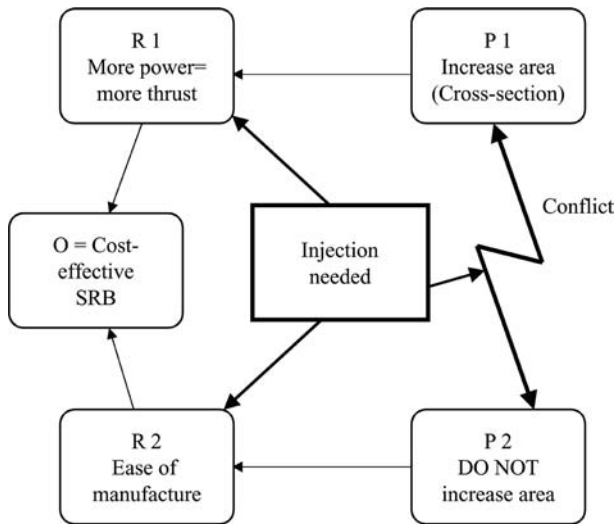 R 1
More power=
more thrust
P 1
Increase area
(Cross-section)
Conflict
O = Cost-
effective
SRB
Injection
needed
R 2
Ease of
manufacture
P 2
DO NOT
increase area